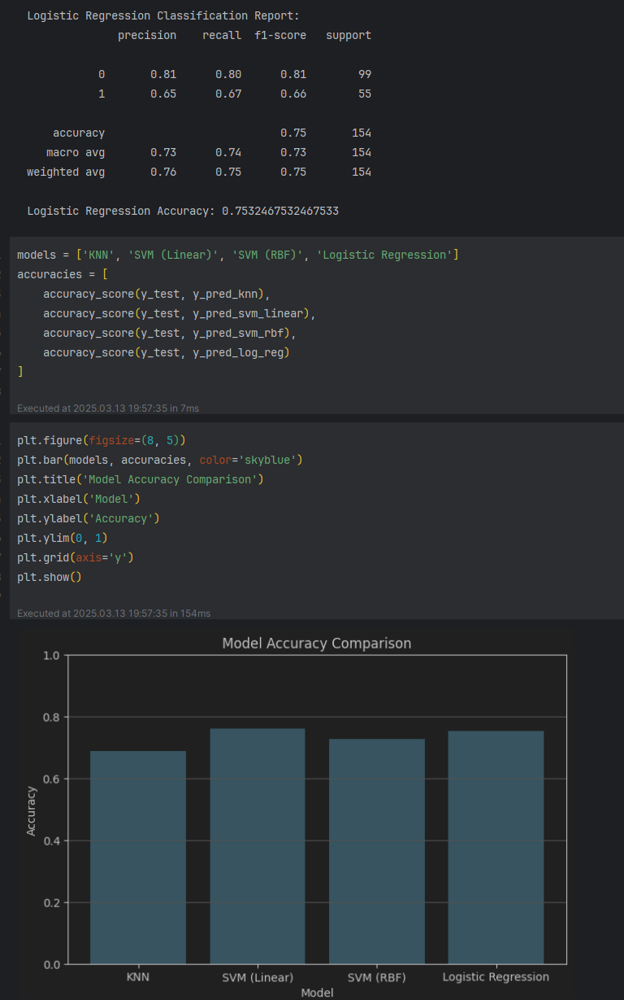 Logistic Regression Classification Report:
precision recall f1-score support
0 0.81 0.80 0.81 99
1 0.65 0.67 0.66 55
accuracy 0.75 154
macro avg 0.73 0.74 0.73 154
weighted avg 0.76 0.75 0.75 154
Logistic Regression Accuracy: 0.7532467532467533
models = ['KNN', 'SVM (Linear)', 'SVM (RBF)', 'Logistic Regression']
accuracies = [
accuracy_score(y_test, y_pred_knn),
accuracy_score(y_test, y_pred_svm_linear),
accuracy_score(y_test, y_pred_svm_rbf),
accuracy_score(y_test, y_pred_log_reg)
]
Executed at 2025.03.13 19:57:35 in 7ms
plt.figure(figsize=(8, 5))
plt.bar(models, accuracies, color='skyblue')
plt.title('Model Accuracy Comparison')
plt.xlabel('Model')
plt.ylabel('Accuracy')
plt.ylim(0, 1)
plt.grid(axis='y')
plt.show()
Executed at 2025.03.13 19:57:35 in 154ms
Model Accuracy Comparison
1.0
0.8
0.6
0.4
0.2
0.0
Accuracy
KNN SVM (Linear) SVM (RBF) Logistic Regression
Model